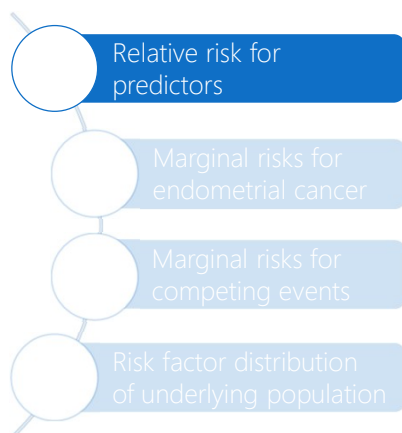 Relative risk for
predictors
Marginal risks for
endometrial cancer
Marginal risks for
competing events
Risk factor distribution
of underlying population